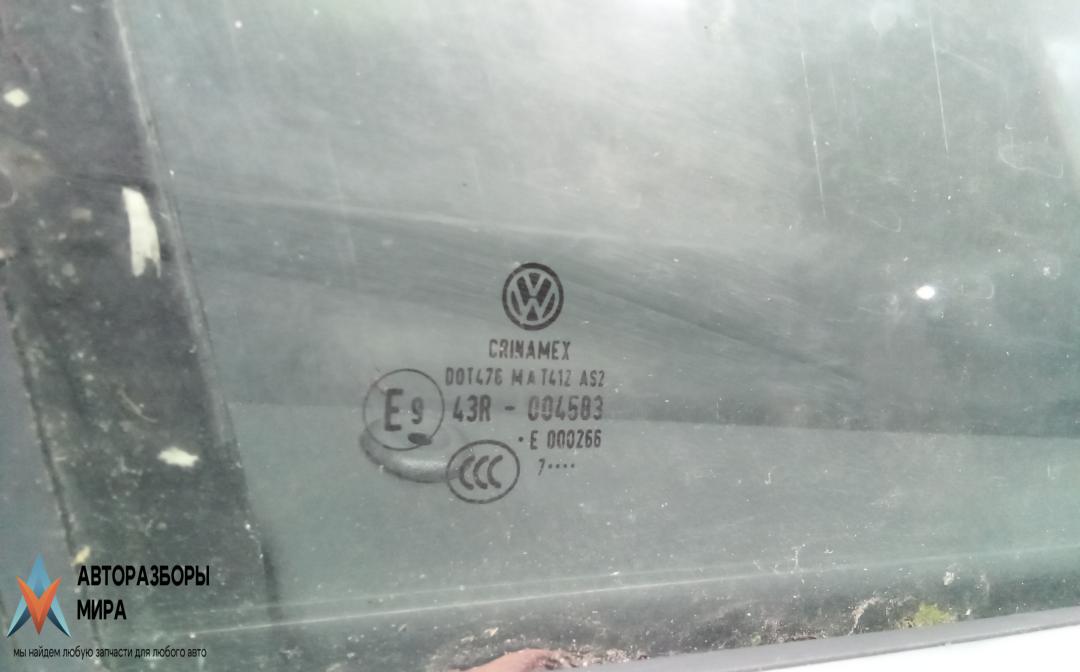 CRINAMEX
DOT476 M A T412 AS2
E9 43R - 004583
• E 000266
CCC 7••••
АВТОРАЗБОРЫ
МИРА
мы найдем любую запчасти для любого авто